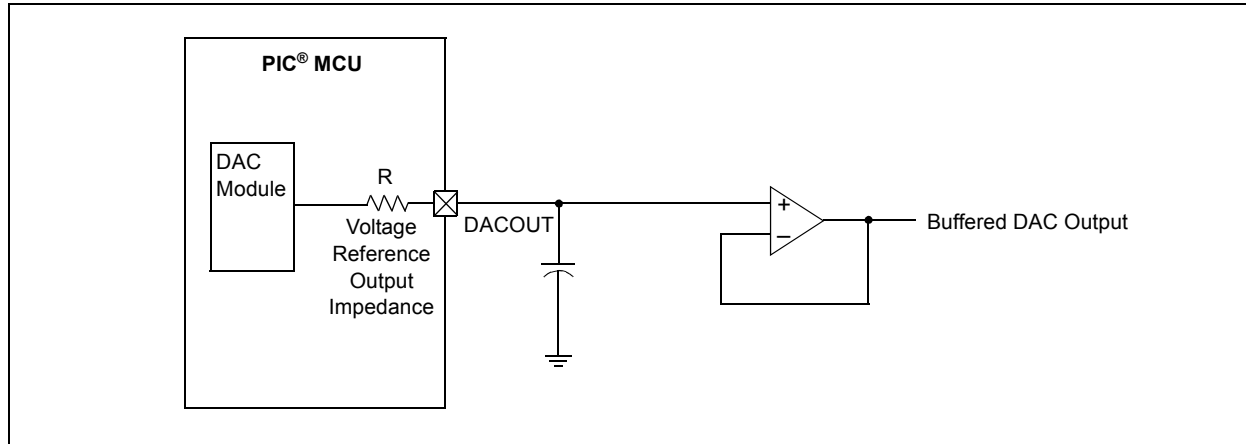 PIC® MCU
DAC
Module
R
Voltage
Reference
Output
Impedance
DACOUT
+
–
Buffered DAC Output